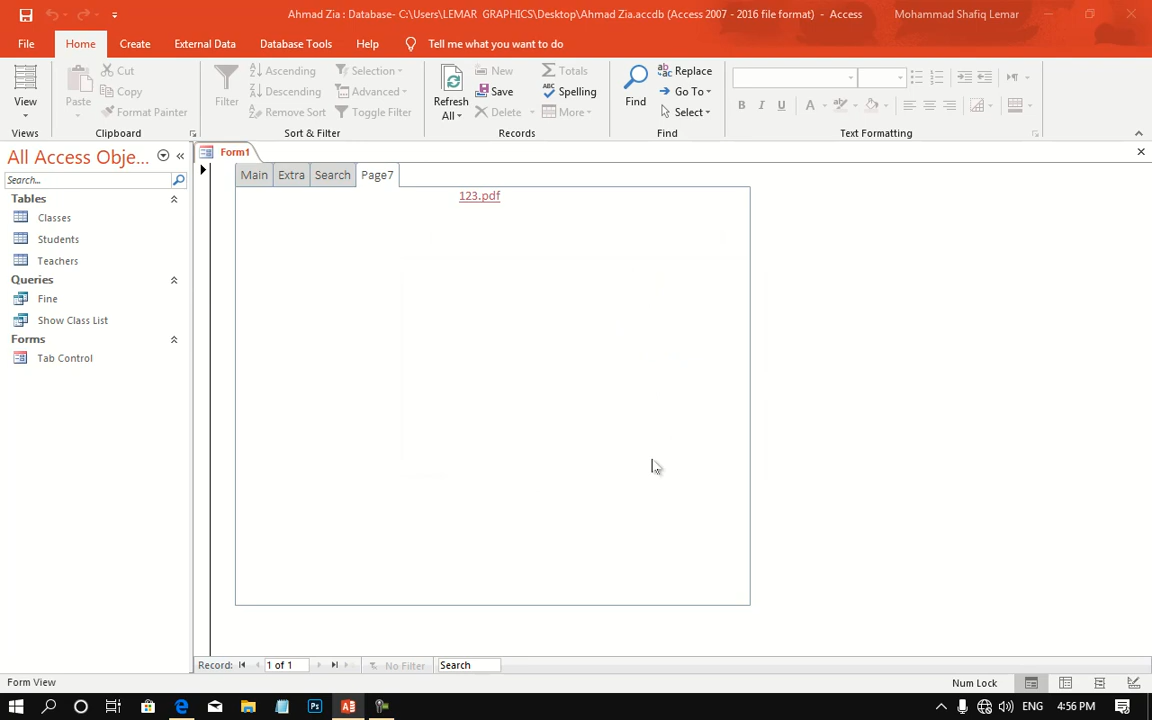 Ahmad Zia : Database- C:\Users\LEMAR GRAPHICS\Desktop\Ahmad Zia.accdb (Access 2007 - 2016 file format) - Access
Mohammad Shafiq Lemar
File Home Create External Data Database Tools Help Tell me what you want to do
View
Views
Paste
Cut
Copy
Format Painter
Clipboard
Filter
Ascending
Descending
Remove Sort
Selection
Advanced
Toggle Filter
Sort & Filter
Refresh
All
New
Save
Delete
Totals
Spelling
More
Records
Find
Replace
Go To
Select
Find
B I U A
Text Formatting
All Access Obje...
Search...
Tables
Classes
Students
Teachers
Queries
Fine
Show Class List
Forms
Tab Control
Form1
Main Extra Search Page7
123.pdf
Record: 1 of 1 No Filter Search
Form View
Num Lock
ENG 4:56 PM